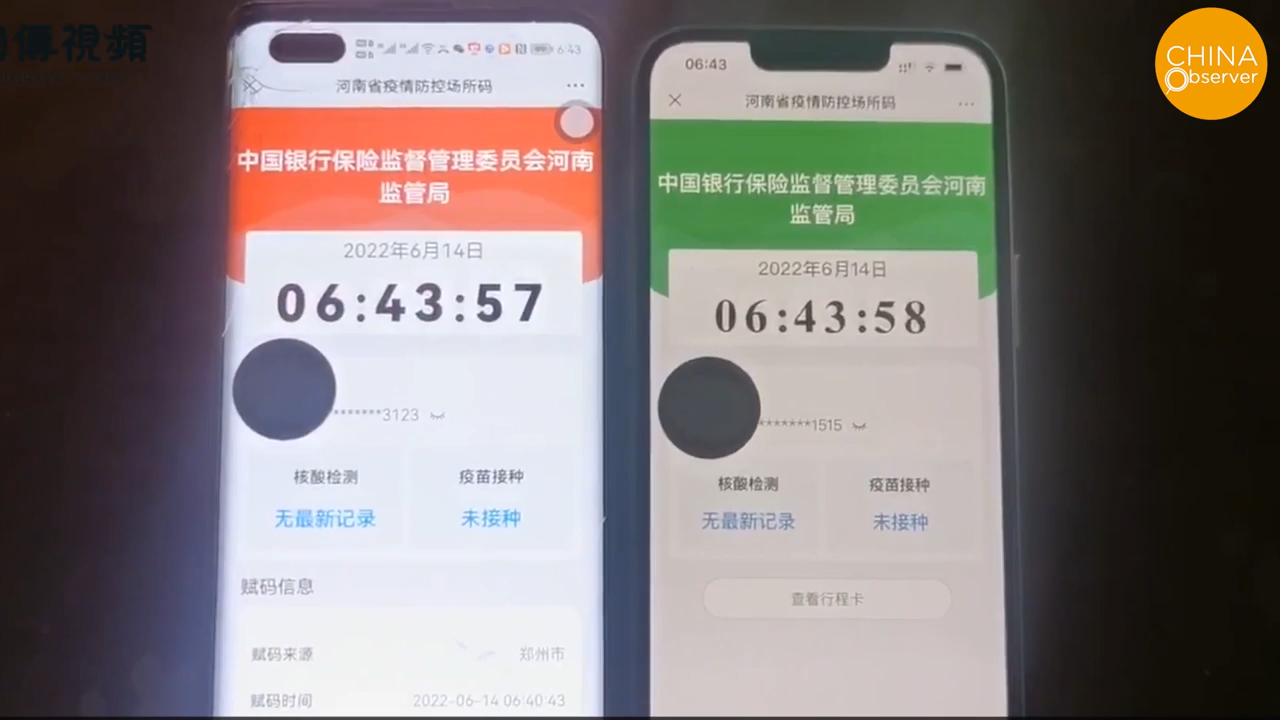 傳視頻
CHINA
Observer
6:43
河南省疫情防控场所码
中国银行保险监督管理委员会河南
监管局
2022年6月14日
06:43:57
*******3123
核酸检测
疫苗接种
无最新记录
未接种
赋码信息
赋码来源
郑州市
赋码时间
2022-06-14 06:40:43
06:43
河南省疫情防控场所码
中国银行保险监督管理委员会河南
监管局
2022年6月14日
06:43:58
*******1515
核酸检测
疫苗接种
无最新记录
未接种
查看行程卡